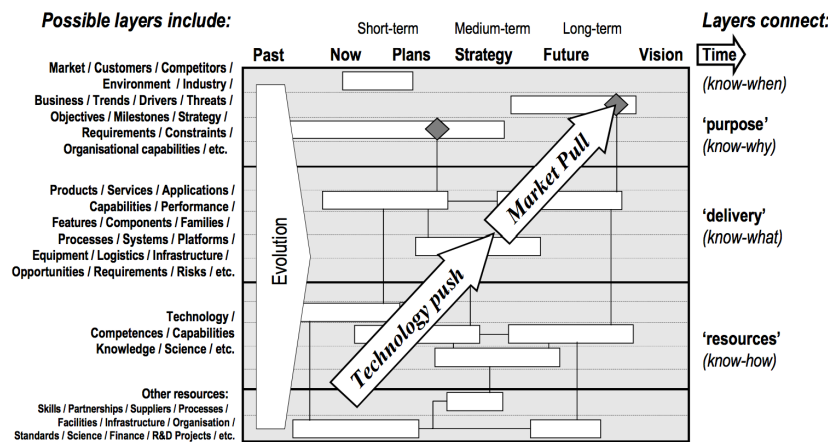 Possible layers include:
Layers connect:
Short-term Medium-term Long-term
Past Now Plans Strategy Future Vision
Time
(know-when)
Market / Customers / Competitors /
Environment / Industry /
Business / Trends / Drivers / Threats /
Objectives / Milestones / Strategy /
Requirements / Constraints /
Organisational capabilities / etc.
‘purpose’
(know-why)
Products / Services / Applications /
Capabilities / Performance /
Features / Components / Families /
Processes / Systems / Platforms /
Equipment / Logistics / Infrastructure /
Opportunities / Requirements / Risks / etc.
‘delivery’
(know-what)
Evolution
Market Pull
Technology push
Technology /
Competences / Capabilities
Knowledge / Science / etc.
‘resources’
(know-how)
Other resources:
Skills / Partnerships / Suppliers / Processes /
Facilities / Infrastructure / Organisation /
Standards / Science / Finance / R&D Projects / etc.